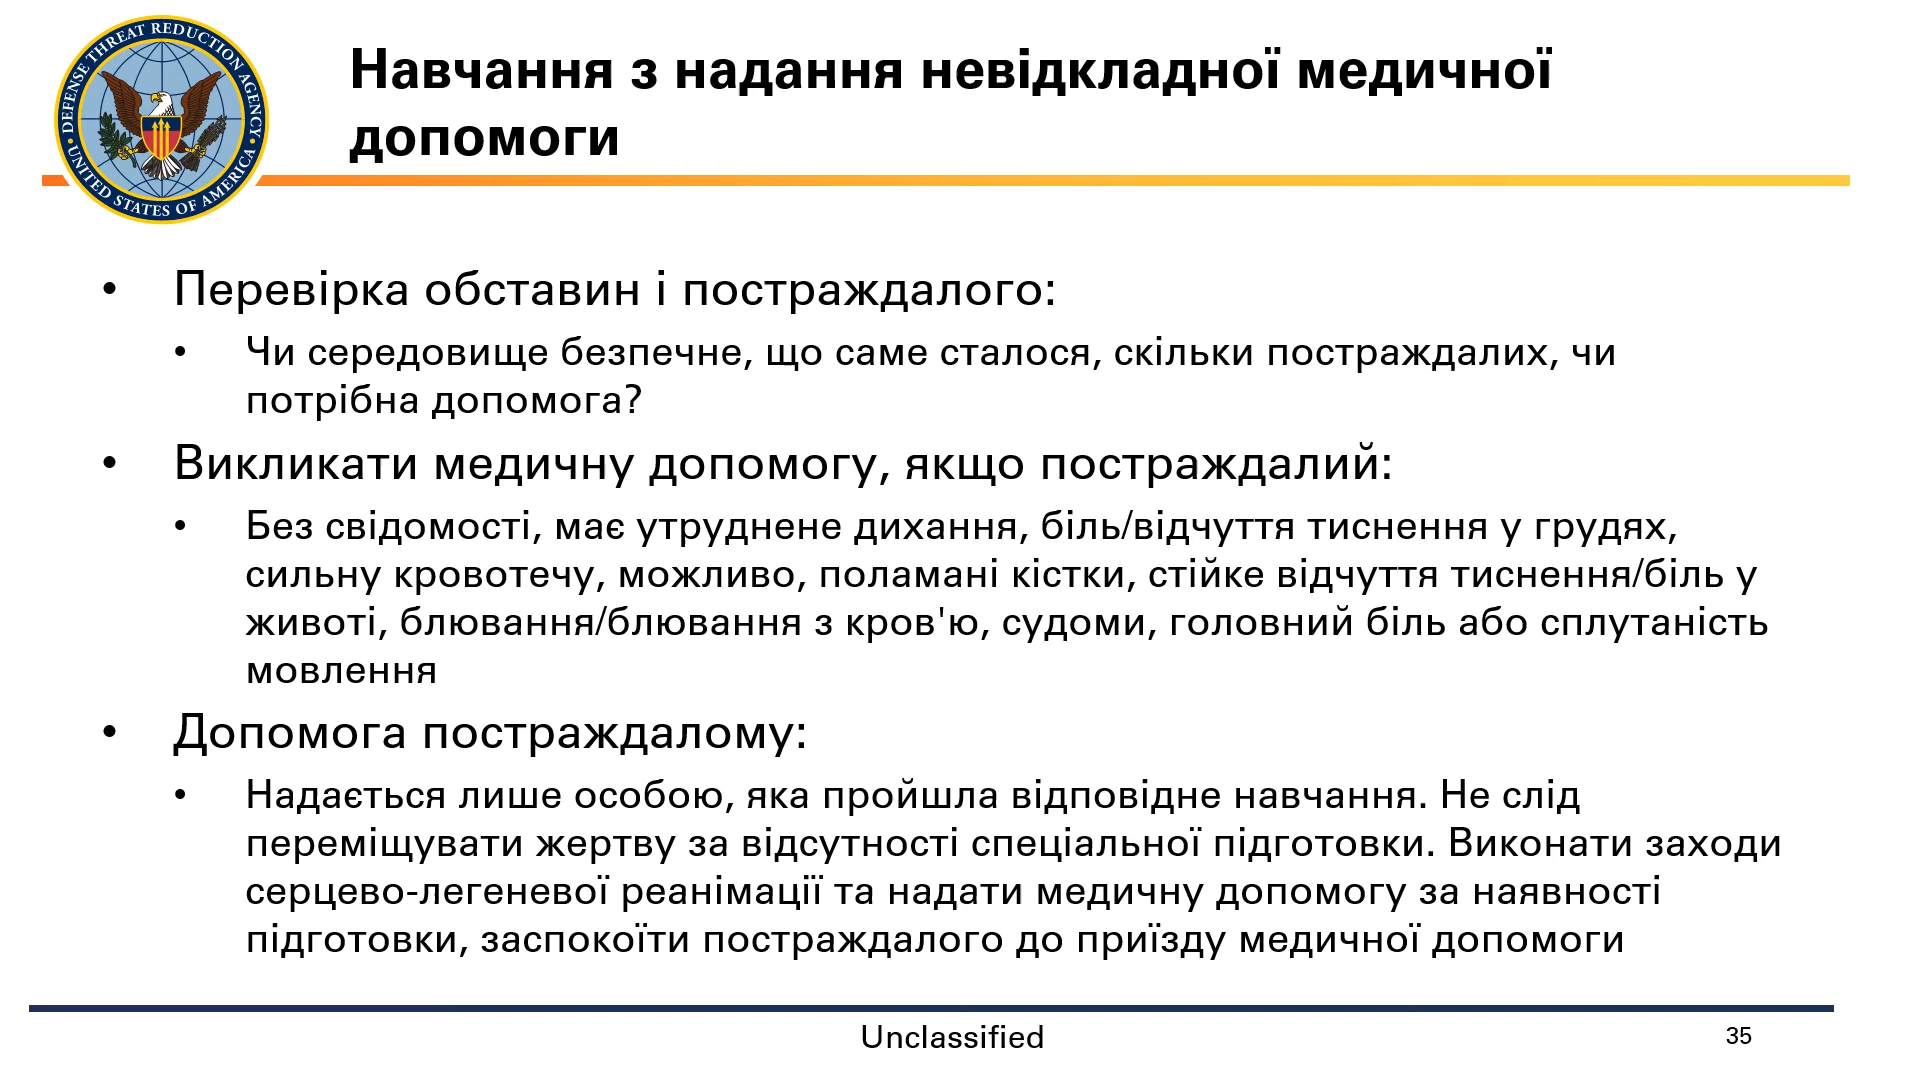 DEFENSE THREAT REDUCTION AGENCY
UNITED STATES OF AMERICA
Навчання з надання невідкладної медичної
допомоги
• Перевірка обставин і постраждалого:
• Чи середовище безпечне, що саме сталося, скільки постраждалих, чи
потрібна допомога?
• Викликати медичну допомогу, якщо постраждалий:
• Без свідомості, має утруднене дихання, біль/відчуття тиснення у грудях,
сильну кровотечу, можливо, поламані кістки, стійке відчуття тиснення/біль у
животі, блювання/блювання з кров'ю, судоми, головний біль або сплутаність
мовлення
• Допомога постраждалому:
• Надається лише особою, яка пройшла відповідне навчання. Не слід
переміщувати жертву за відсутності спеціальної підготовки. Виконати заходи
серцево-легеневої реанімації та надати медичну допомогу за наявності
підготовки, заспокоїти постраждалого до приїзду медичної допомоги
Unclassified
35